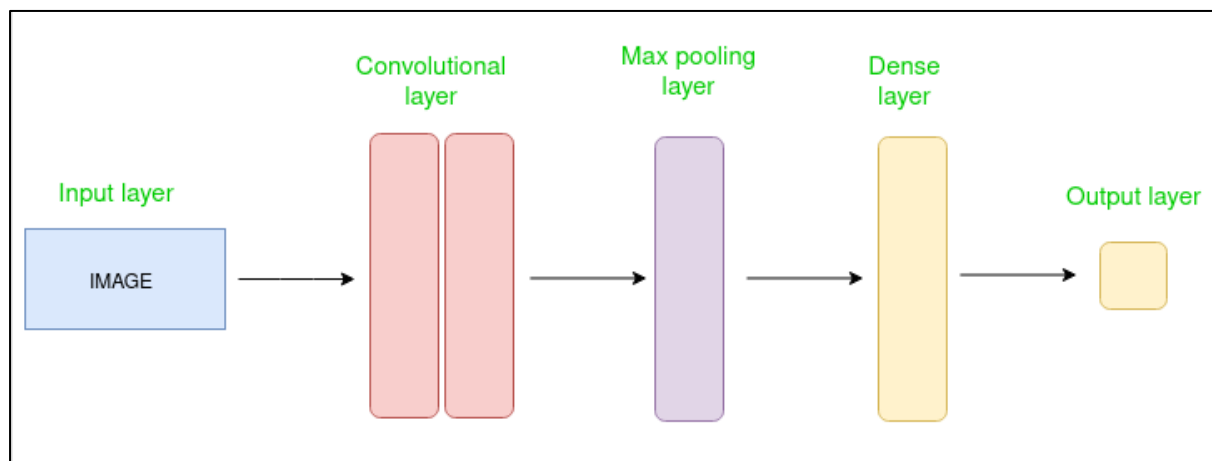 Input layer
IMAGE
Convolutional
layer
Max pooling
layer
Dense
layer
Output layer